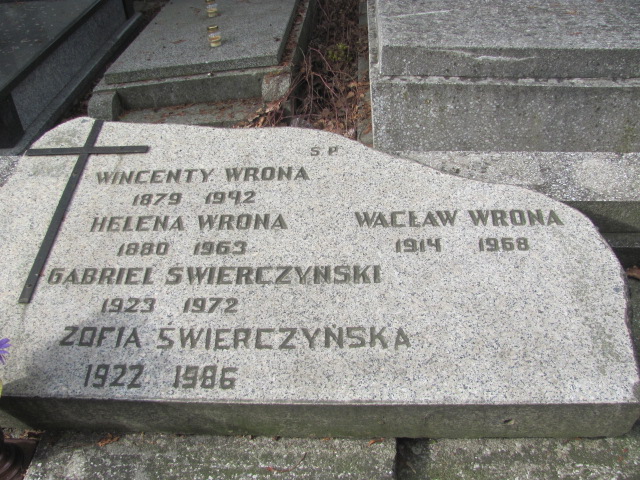 S. P.
WINCENTY WRONA
1879 1942
HELENA WRONA
1880 1963
WACŁAW WRONA
1914 1968
GABRIEL ŚWIERCZYŃSKI
1923 1972
ZOFIA ŚWIERCZYŃSKA
1922 1986